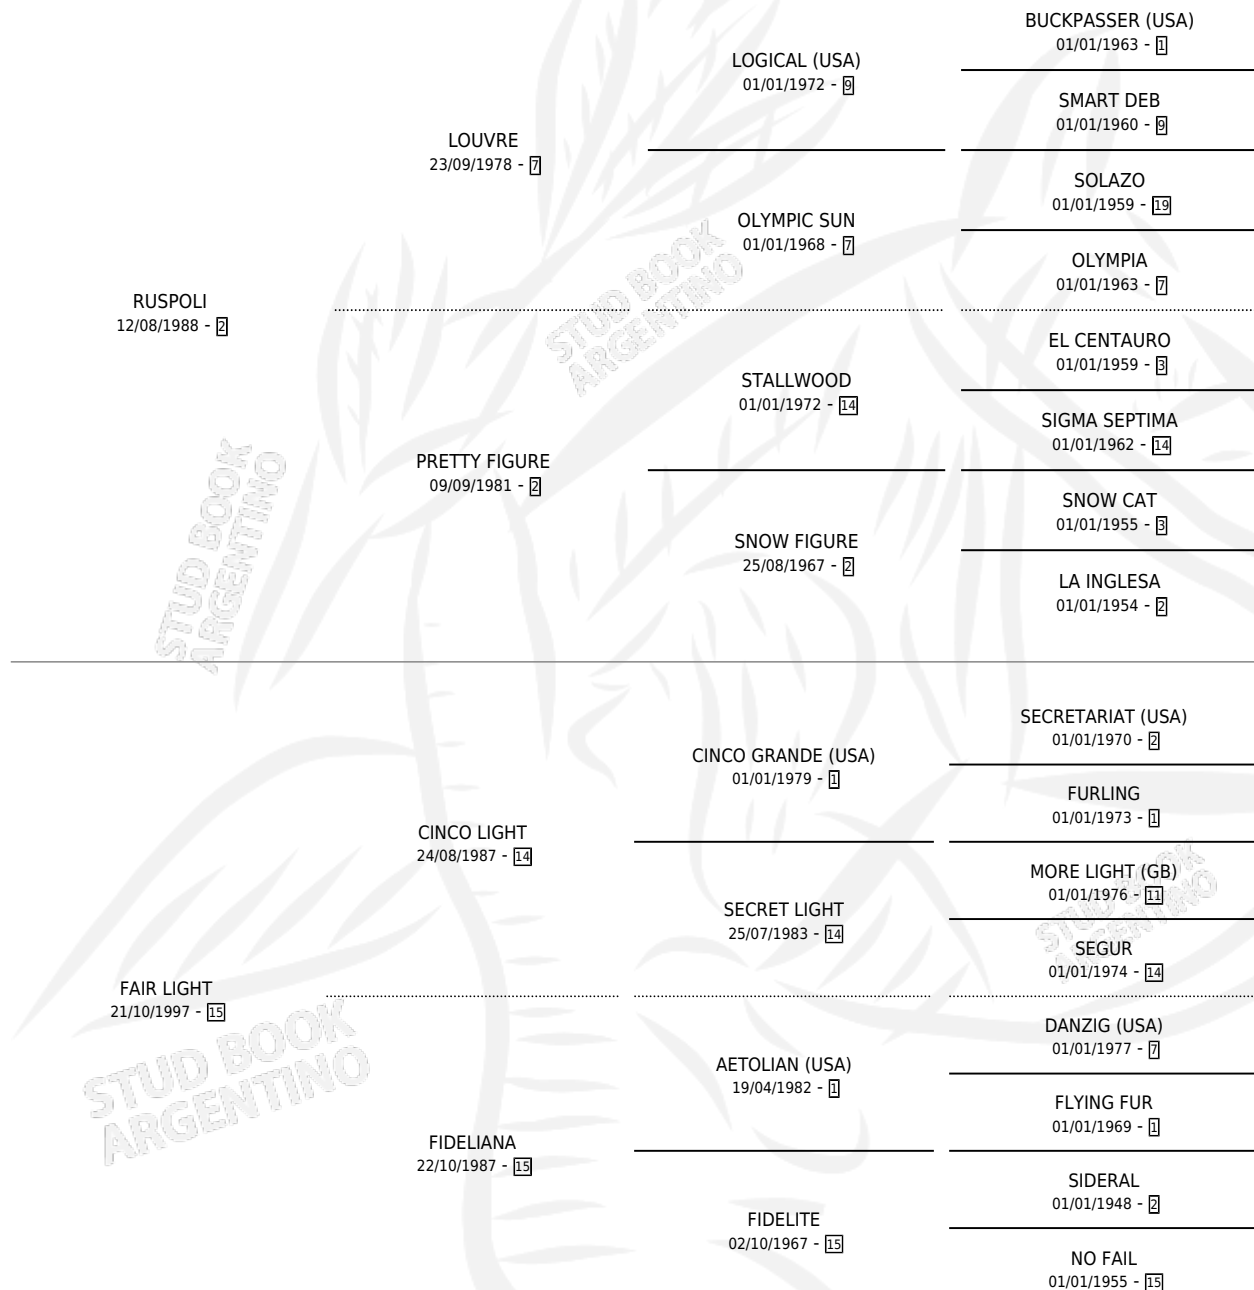 BUCKPASSER (USA)
01/01/1963 - 1
LOGICAL (USA)
01/01/1972 - 9
SMART DEB
01/01/1960 - 9
LOUVRE
23/09/1978 - 7
SOLAZO
01/01/1959 - 19
OLYMPIC SUN
01/01/1968 - 7
OLYMPIA
01/01/1963 - 7
RUSPOLI
12/08/1988 - 2
EL CENTAURO
01/01/1959 - 3
STALLWOOD
01/01/1972 - 14
SIGMA SEPTIMA
01/01/1962 - 14
PRETTY FIGURE
09/09/1981 - 2
SNOW CAT
01/01/1955 - 3
SNOW FIGURE
25/08/1967 - 2
LA INGLESA
01/01/1954 - 2
SECRETARIAT (USA)
01/01/1970 - 2
CINCO GRANDE (USA)
01/01/1979 - 1
FURLING
01/01/1973 - 1
CINCO LIGHT
24/08/1987 - 14
MORE LIGHT (GB)
01/01/1976 - 11
SECRET LIGHT
25/07/1983 - 14
SEGUR
01/01/1974 - 14
FAIR LIGHT
21/10/1997 - 15
DANZIG (USA)
01/01/1977 - 7
AETOLIAN (USA)
19/04/1982 - 1
FLYING FUR
01/01/1969 - 1
FIDELIANA
22/10/1987 - 15
SIDERAL
01/01/1948 - 2
FIDELITE
02/10/1967 - 15
NO FAIL
01/01/1955 - 15
STUD BOOK
ARGENTINO
STUD BOOK
ARGENTINO
STUD BOOK
ARGENTINO
STUD BOOK
ARGENTINO